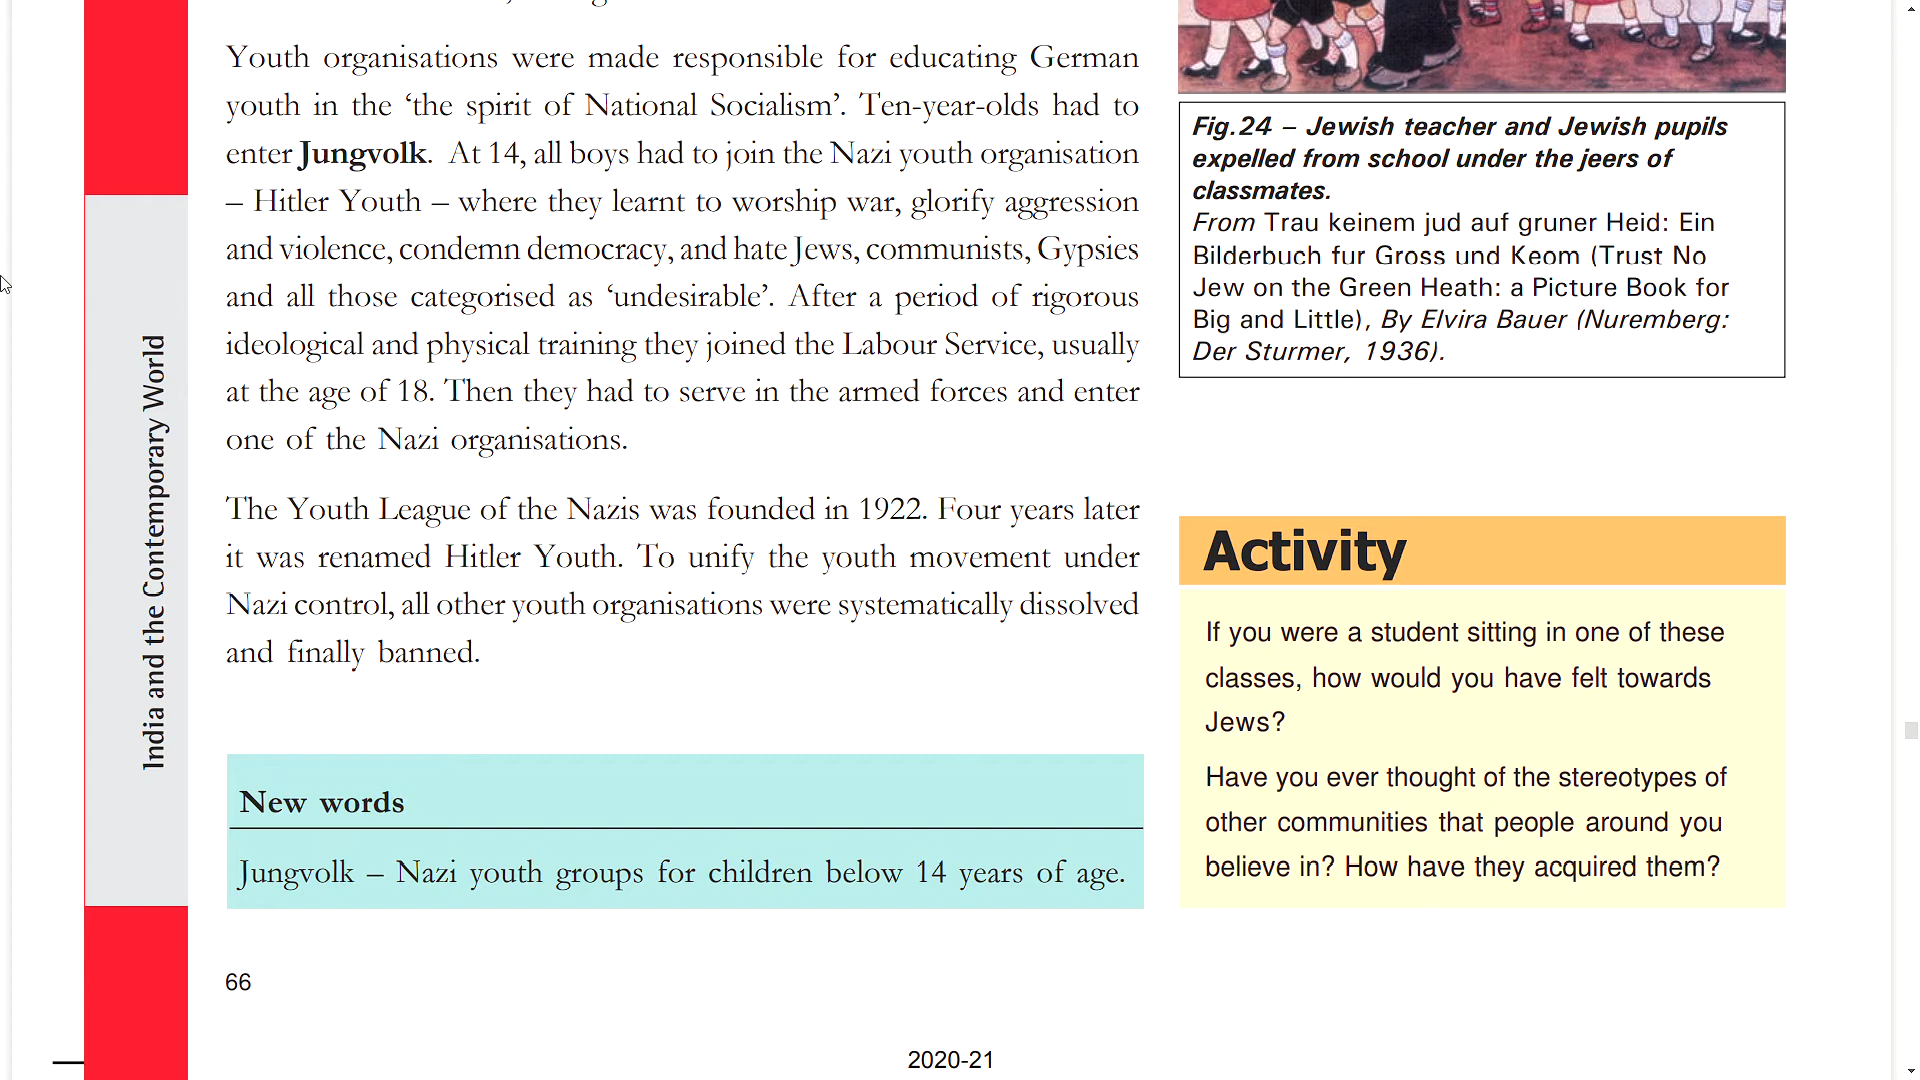 Youth organisations were made responsible for educating German
youth in the ‘the spirit of National Socialism’. Ten-year-olds had to
enter Jungvolk. At 14, all boys had to join the Nazi youth organisation
– Hitler Youth – where they learnt to worship war, glorify aggression
and violence, condemn democracy, and hate Jews, communists, Gypsies
and all those categorised as ‘undesirable’. After a period of rigorous
ideological and physical training they joined the Labour Service, usually
at the age of 18. Then they had to serve in the armed forces and enter
one of the Nazi organisations.
The Youth League of the Nazis was founded in 1922. Four years later
it was renamed Hitler Youth. To unify the youth movement under
Nazi control, all other youth organisations were systematically dissolved
and finally banned.
New words
Jungvolk – Nazi youth groups for children below 14 years of age.
Fig.24 – Jewish teacher and Jewish pupils
expelled from school under the jeers of
classmates.
From Trau keinem jud auf gruner Heid: Ein
Bilderbuch fur Gross und Keom (Trust No
Jew on the Green Heath: a Picture Book for
Big and Little), By Elvira Bauer (Nuremberg:
Der Sturmer, 1936).
Activity
If you were a student sitting in one of these
classes, how would you have felt towards
Jews?
Have you ever thought of the stereotypes of
other communities that people around you
believe in? How have they acquired them?
India and the Contemporary World
66
2020-21